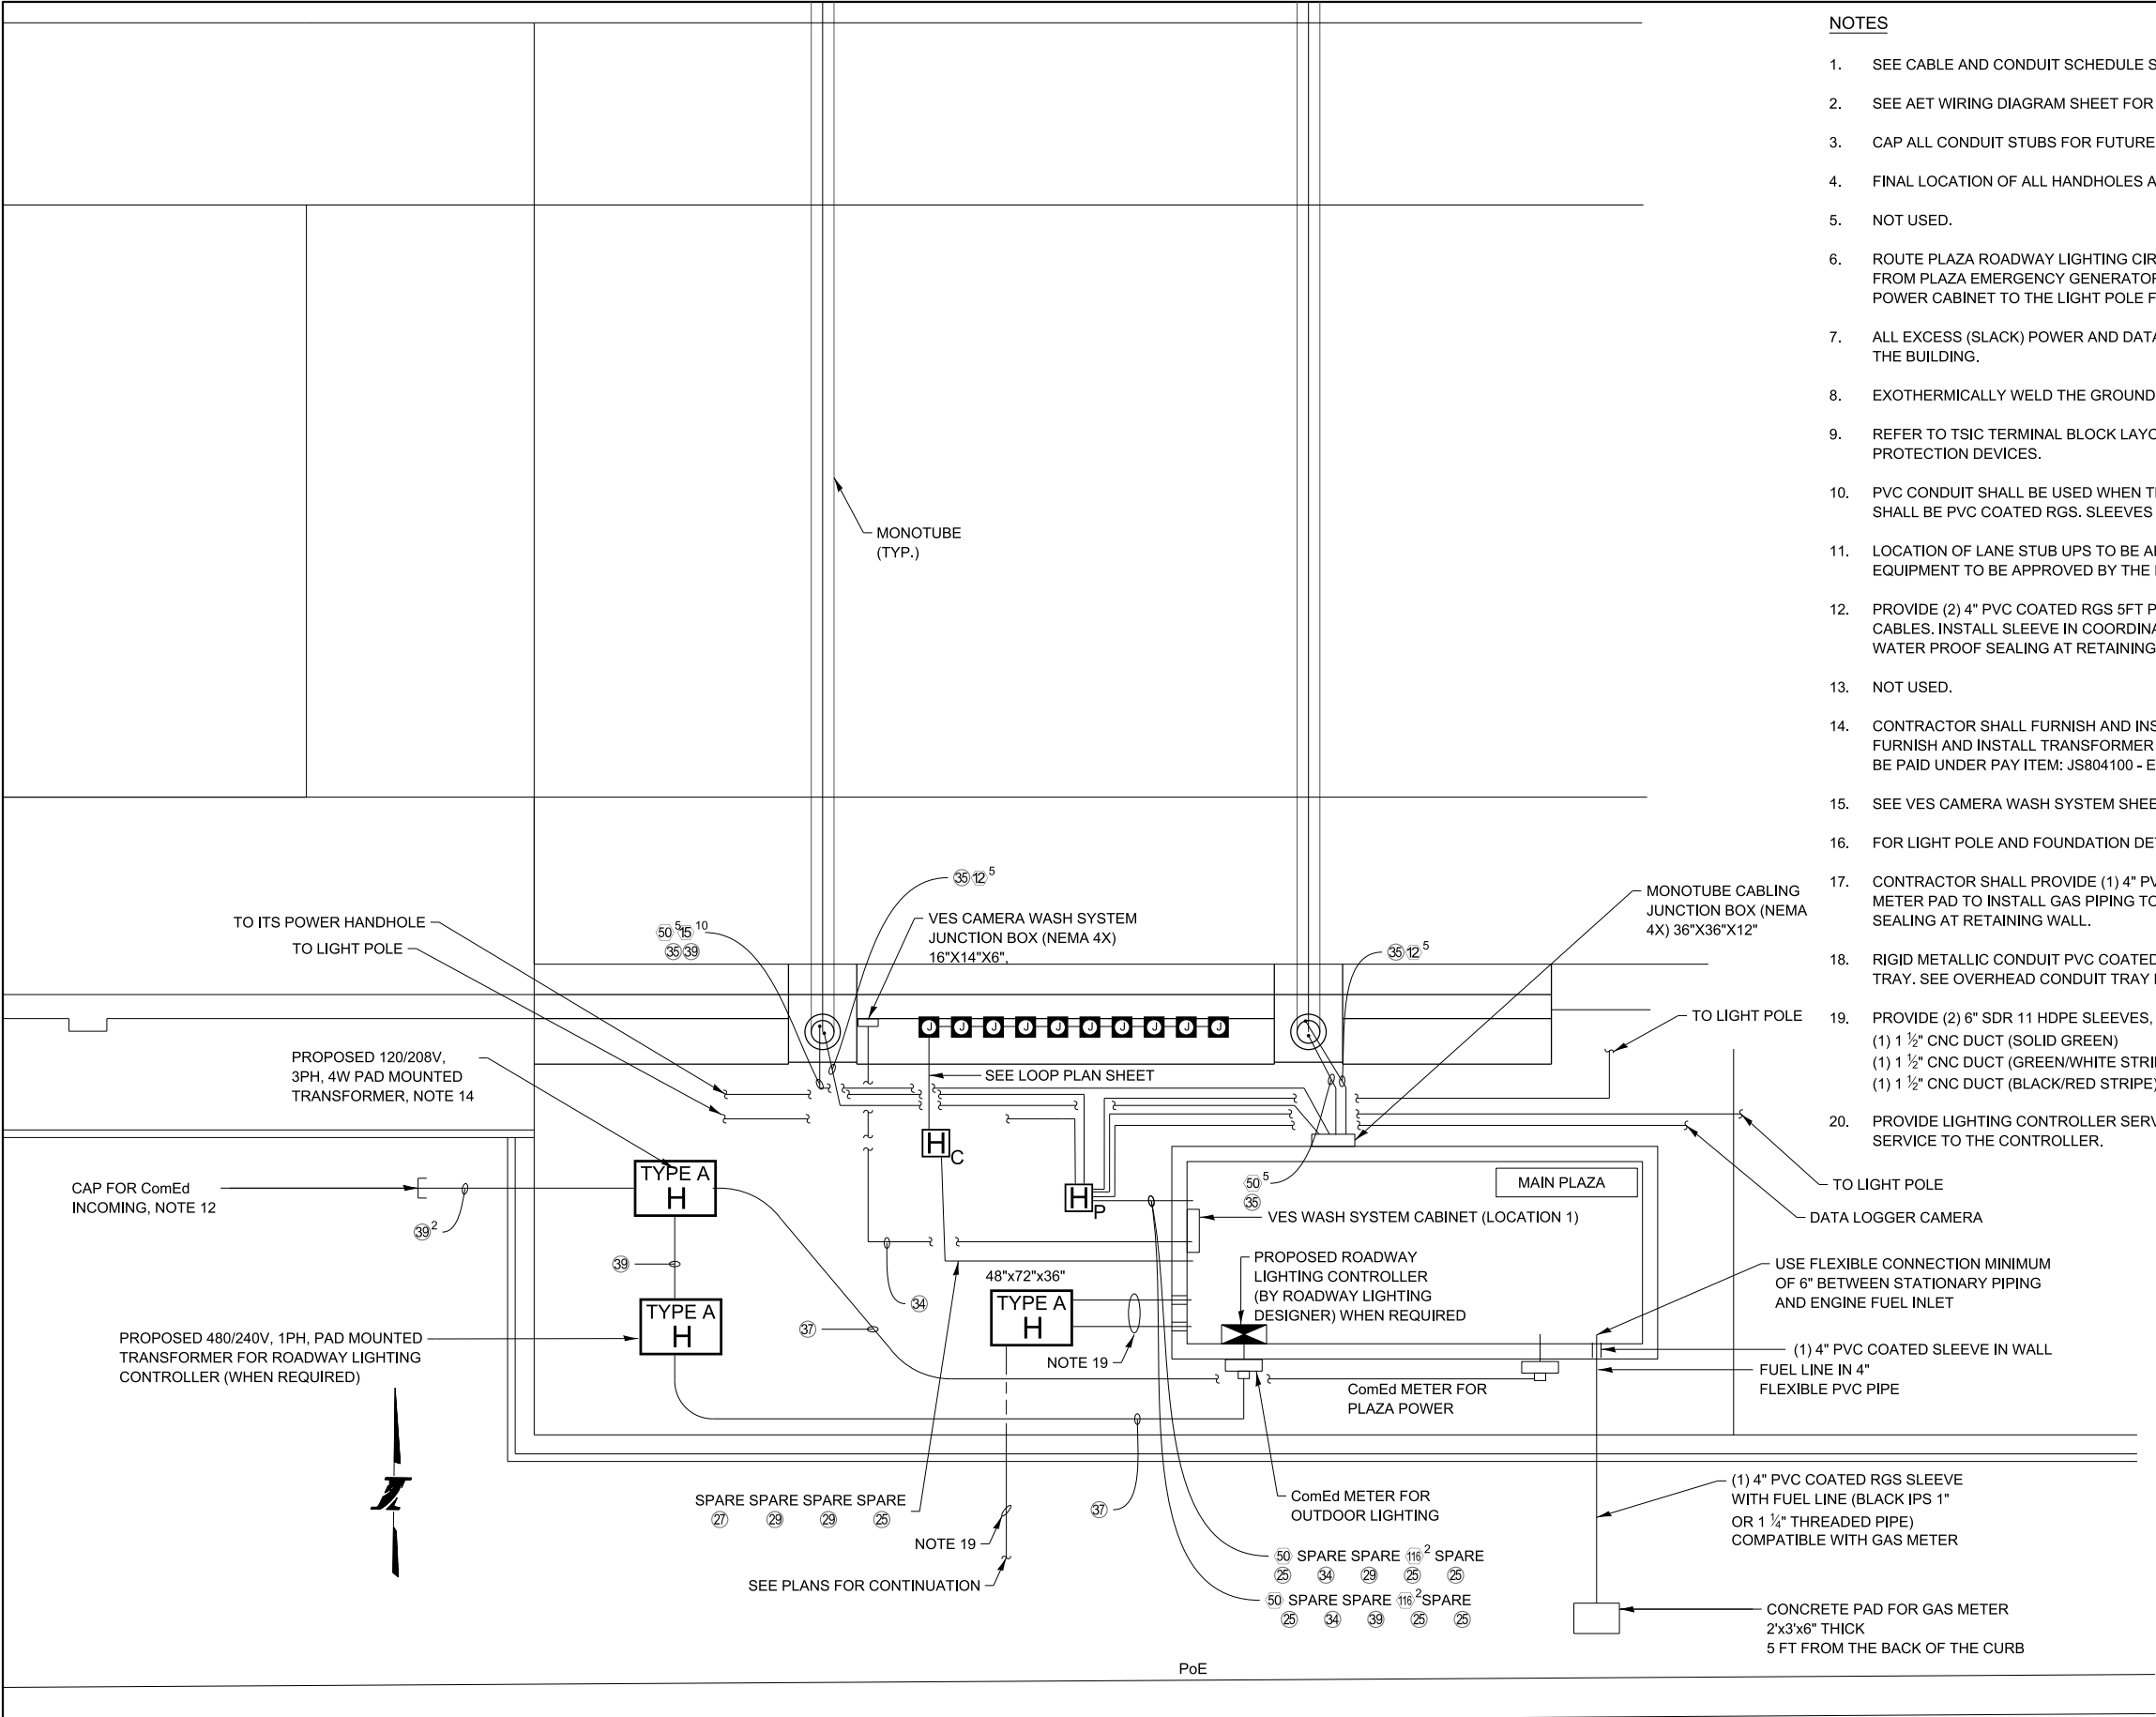 NOTES
1. SEE CABLE AND CONDUIT SCHEDULE
2. SEE AET WIRING DIAGRAM SHEET FOR
3. CAP ALL CONDUIT STUBS FOR FUTURE
4. FINAL LOCATION OF ALL HANDHOLES
5. NOT USED.
6. ROUTE PLAZA ROADWAY LIGHTING
FROM PLAZA EMERGENCY
POWER CABINET TO THE LIGHT POLE
7. ALL EXCESS (SLACK) POWER AND
THE BUILDING.
8. EXOTHERMICALLY WELD THE GROUND
9. REFER TO TSIC TERMINAL BLOCK
PROTECTION DEVICES.
10. PVC CONDUIT SHALL BE USED WHEN
SHALL BE PVC COATED RGS. SLEEVES
11. LOCATION OF LANE STUB UPS TO BE
EQUIPMENT TO BE APPROVED BY THE
12. PROVIDE (2) 4" PVC COATED RGS 5FT
CABLES. INSTALL SLEEVE IN
WATER PROOF SEALING AT RETAINING
13. NOT USED.
14. CONTRACTOR SHALL FURNISH AND
FURNISH AND INSTALL TRANSFORMER
BE PAID UNDER PAY ITEM: JS804100 -
15. SEE VES CAMERA WASH SYSTEM
16. FOR LIGHT POLE AND FOUNDATION
17. CONTRACTOR SHALL PROVIDE (1) 4"
METER PAD TO INSTALL GAS PIPING
SEALING AT RETAINING WALL.
18. RIGID METALLIC CONDUIT PVC COATED
TRAY. SEE OVERHEAD CONDUIT TRAY
19. PROVIDE (2) 6" SDR 11 HDPE SLEEVES,
(1) 1 ½" CNC DUCT (SOLID GREEN)
(1) 1 ½" CNC DUCT (GREEN/WHITE
(1) 1 ½" CNC DUCT (BLACK/RED STRIPE)
20. PROVIDE LIGHTING CONTROLLER
SERVICE TO THE CONTROLLER.
MONOTUBE
(TYP.)
35 12 5
TO ITS POWER HANDHOLE
TO LIGHT POLE
50 5 15 10
35 39
VES CAMERA WASH SYSTEM
JUNCTION BOX (NEMA 4X)
16"X14"X6",
35 12 5
MONOTUBE CABLING
JUNCTION BOX (NEMA
4X) 36"X36"X12"
TO LIGHT POLE
J J J J J J J J J J
PROPOSED 120/208V,
3PH, 4W PAD MOUNTED
TRANSFORMER, NOTE 14
SEE LOOP PLAN SHEET
H C
TYPE A
H
CAP FOR ComEd
INCOMING, NOTE 12
39 2
H P
50 5
35
MAIN PLAZA
VES WASH SYSTEM CABINET (LOCATION 1)
TO LIGHT POLE
DATA LOGGER CAMERA
39
34
48"x72"x36"
TYPE A
H
PROPOSED ROADWAY
LIGHTING CONTROLLER
(BY ROADWAY LIGHTING
DESIGNER) WHEN REQUIRED
USE FLEXIBLE CONNECTION MINIMUM
OF 6" BETWEEN STATIONARY PIPING
AND ENGINE FUEL INLET
TYPE A
H
37
PROPOSED 480/240V, 1PH, PAD MOUNTED
TRANSFORMER FOR ROADWAY LIGHTING
CONTROLLER (WHEN REQUIRED)
NOTE 19
(1) 4" PVC COATED SLEEVE IN WALL
FUEL LINE IN 4"
FLEXIBLE PVC PIPE
ComEd METER FOR
PLAZA POWER
SPARE SPARE SPARE SPARE
27 29 29 25
NOTE 19
SEE PLANS FOR CONTINUATION
37
ComEd METER FOR
OUTDOOR LIGHTING
(1) 4" PVC COATED RGS SLEEVE
WITH FUEL LINE (BLACK IPS 1"
OR 1 ¼" THREADED PIPE)
COMPATIBLE WITH GAS METER
50 SPARE SPARE 116 2 SPARE
25 34 29 25 25
50 SPARE SPARE 116 2 SPARE
25 34 39 25 25
CONCRETE PAD FOR GAS METER
2'x3'x6" THICK
5 FT FROM THE BACK OF THE CURB
PoE